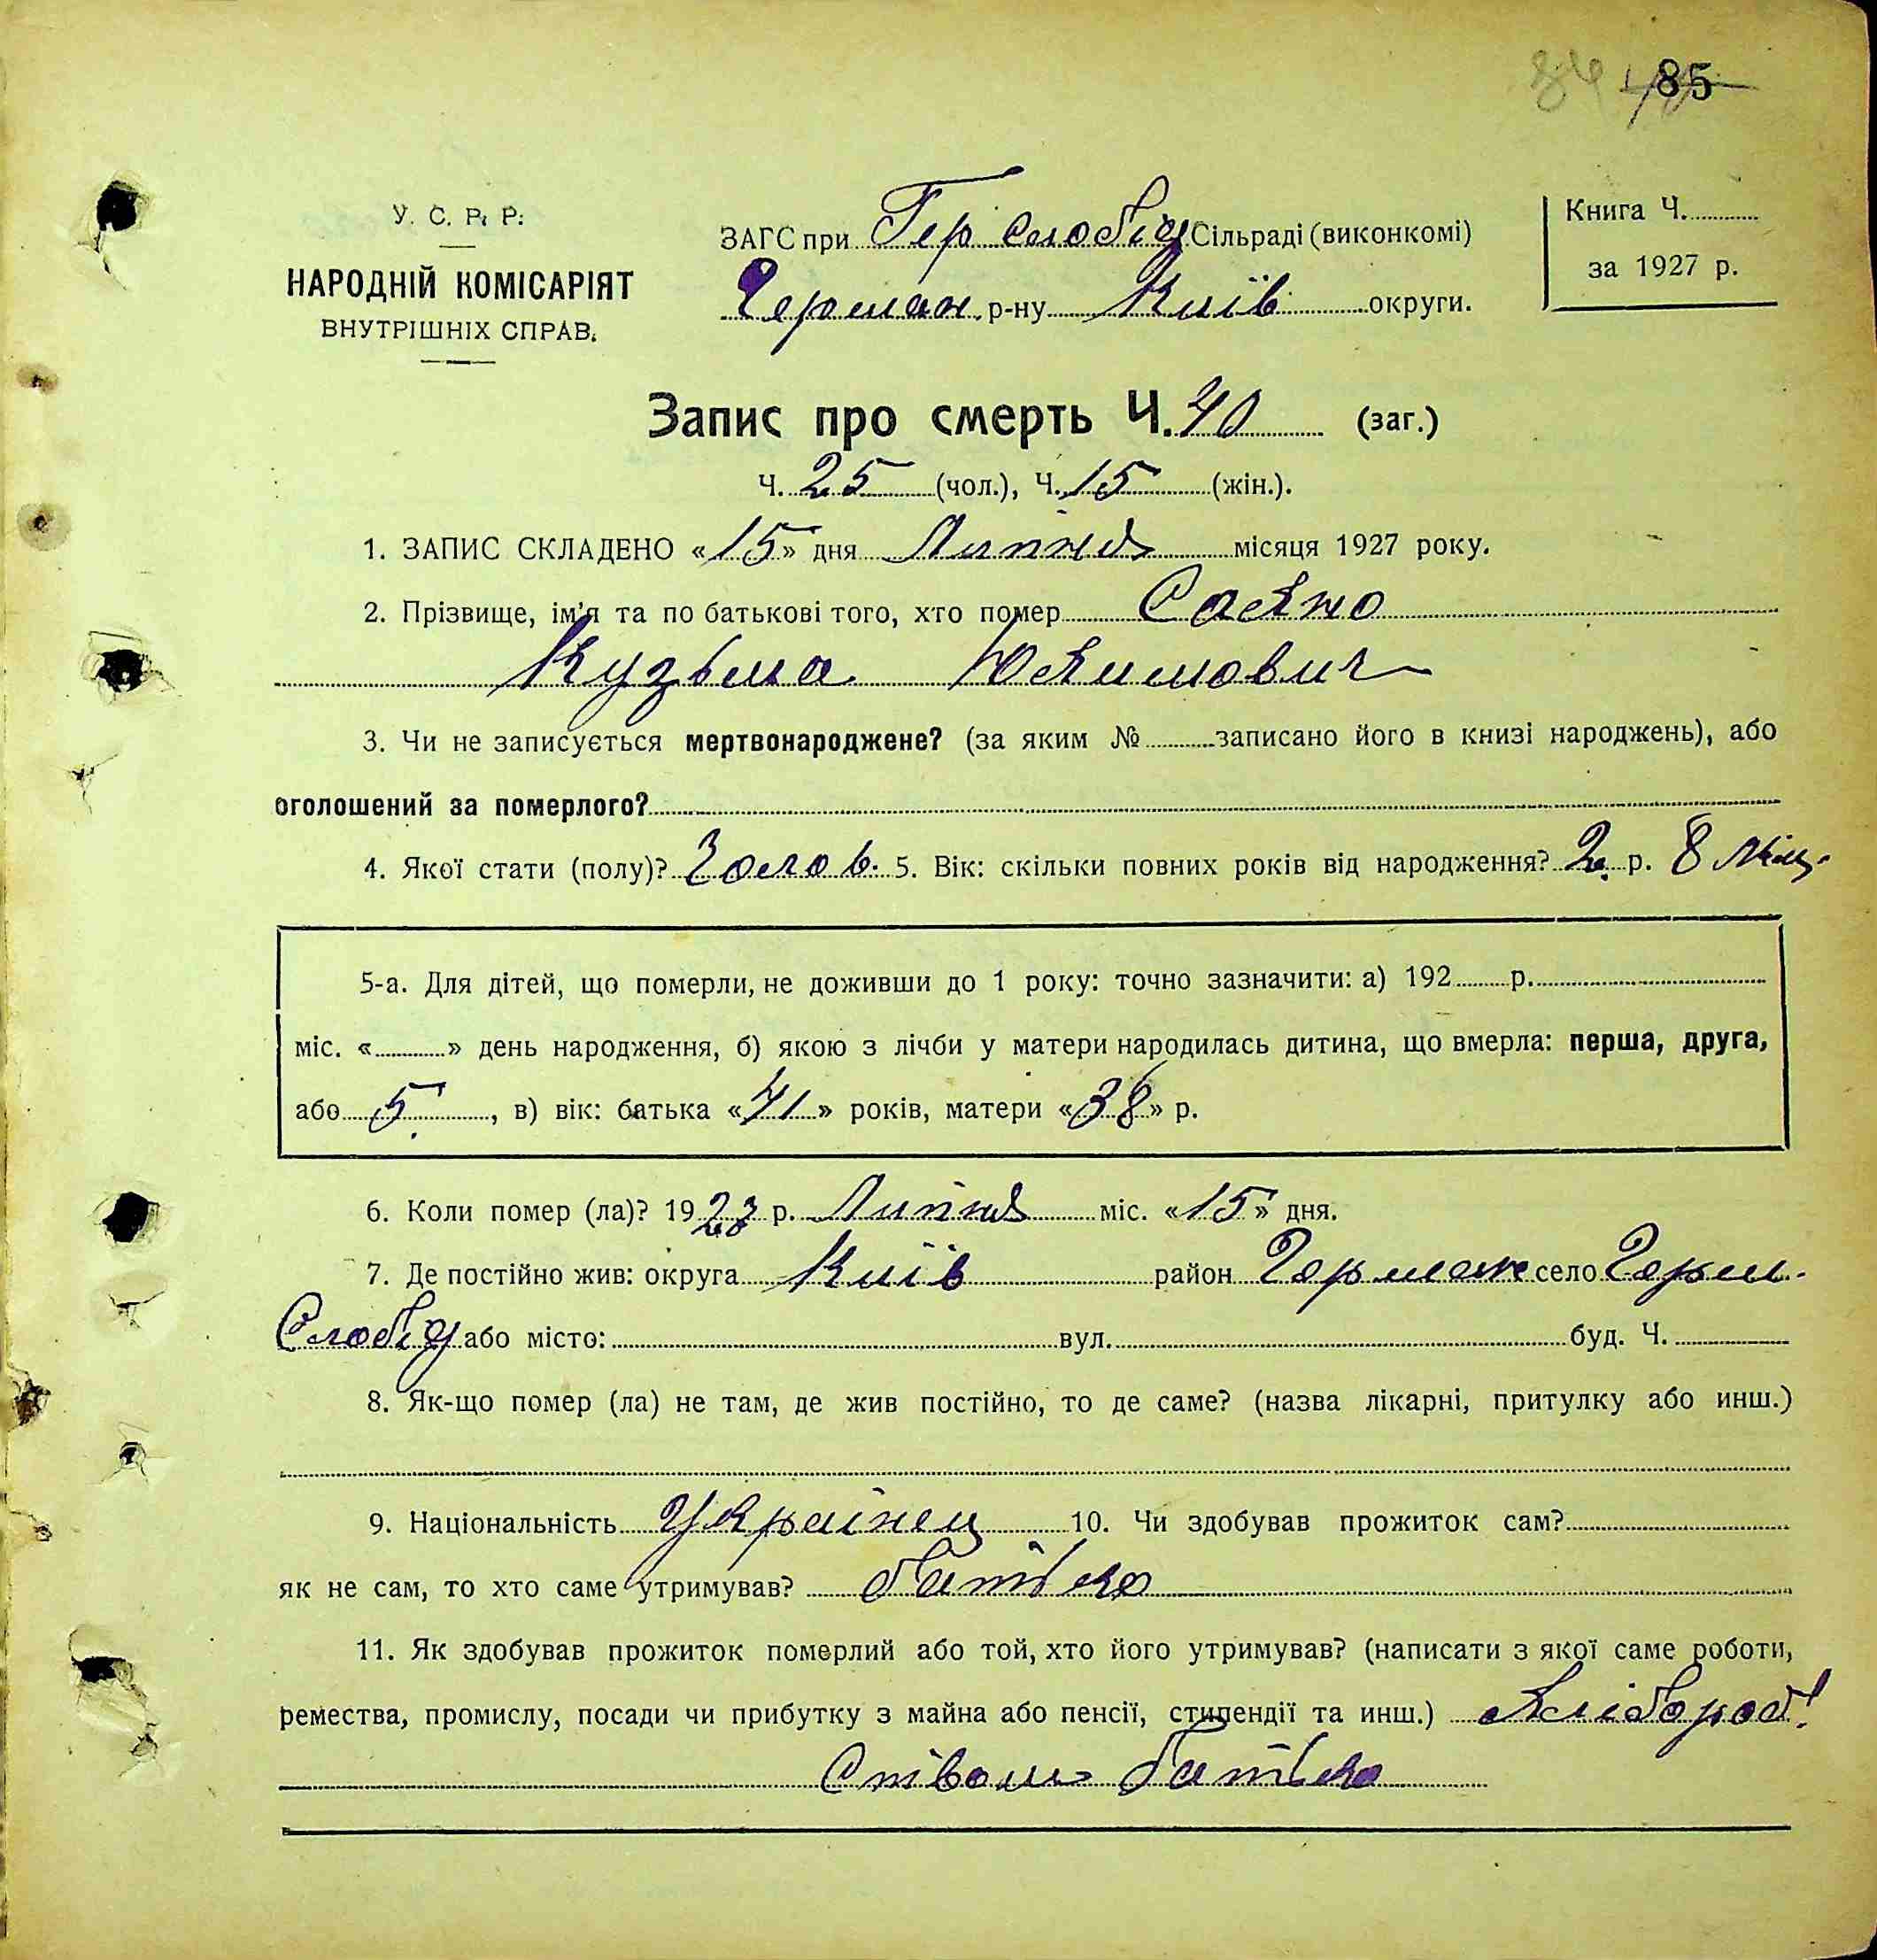 84 85
У. С. Р. Р.
НАРОДНІЙ КОМІСАРІЯТ
ВНУТРІШНІХ СПРАВ.
ЗАГС при Гер Слобід Сільраді (виконкомі)
Герман. р-ну Київ округи.
Книга Ч.
за 1927 р.
Запис про смерть Ч. 40 (заг.)
Ч. 25 (чол.), Ч. 15 (жін.).
1. ЗАПИС СКЛАДЕНО «15» дня Липня місяця 1927 року.
2. Прізвище, ім'я та по батькові того, хто помер
Кузьма Юхимович
3. Чи не записується мертвонароджене? (за яким № записано його в книзі народжень), або
оголошений за померлого?
4. Якої стати (полу)? Чолов. 5. Вік: скільки повних років від народження? 2 р. 8 міц.
5-а. Для дітей, що померли, не доживши до 1 року: точно зазначити: а) 192 р.
міс. « » день народження, б) якою з лічби у матери народилась дитина, що вмерла: перша, друга,
або 5, в) вік: батька «41» років, матери «38» р.
6. Коли помер (ла)? 1923 р. Липня міс. «15» дня.
7. Де постійно жив: округа Київ район Герман село Герм.
Слобід або місто: вул. буд. Ч.
8. Як-що помер (ла) не там, де жив постійно, то де саме? (назва лікарні, притулку або инш.)
9. Національність Українец 10. Чи здобував прожиток сам?
як не сам, то хто саме утримував? батько
11. Як здобував прожиток померлий або той, хто його утримував? (написати з якої саме роботи,
ремества, промислу, посади чи прибутку з майна або пенсії, стипендії та инш.) Хлібороб!
Ством батько